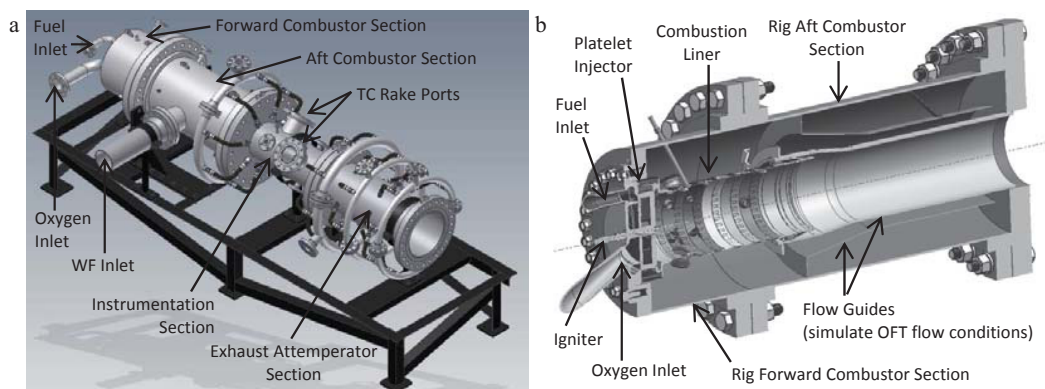 a
Fuel
Inlet
Forward Combustor Section
Aft Combustor Section
TC Rake Ports
Oxygen
Inlet
WF Inlet
Instrumentation
Section
Exhaust Attemperator
Section
b
Rig Aft Combustor
Section
Combustion
Liner
Platelet
Injector
Fuel
Inlet
Igniter
Oxygen Inlet
Flow Guides
(simulate OFT flow conditions)
Rig Forward Combustor Section